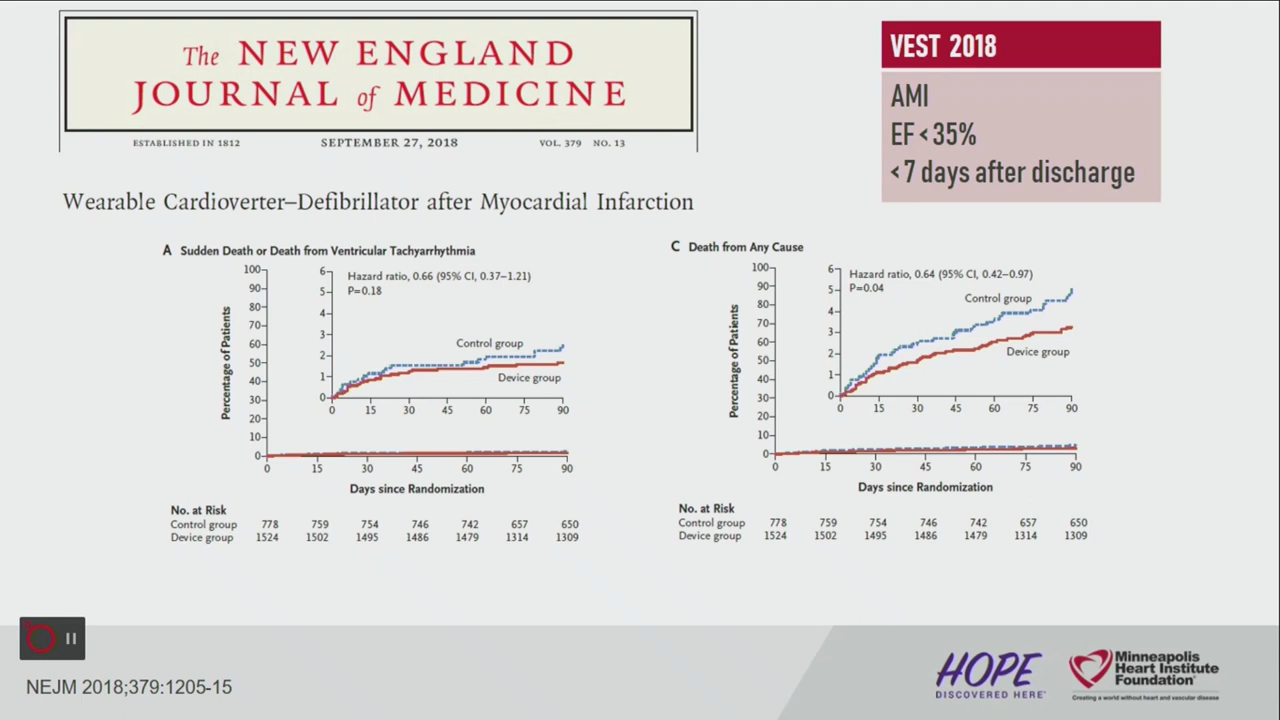 The NEW ENGLAND
JOURNAL of MEDICINE
ESTABLISHED IN 1812 SEPTEMBER 27, 2018 VOL. 379 NO. 13
VEST 2018
AMI
EF < 35%
< 7 days after discharge
Wearable Cardioverter–Defibrillator after Myocardial Infarction
A Sudden Death or Death from Ventricular Tachyarrhythmia
Percentage of Patients
100
90
80
70
60
50
40
30
20
10
0
6
5
4
3
2
1
0
Hazard ratio, 0.66 (95% CI, 0.37–1.21)
P=0.18
Control group
Device group
0 15 30 45 60 75 90
0 15 30 45 60 75 90
Days since Randomization
No. at Risk
Control group 778 759 754 746 742 657 650
Device group 1524 1502 1495 1486 1479 1314 1309
C Death from Any Cause
Percentage of Patients
100
90
80
70
60
50
40
30
20
10
0
6
5
4
3
2
1
0
Hazard ratio, 0.64 (95% CI, 0.42–0.97)
P=0.04
Control group
Device group
0 15 30 45 60 75 90
0 15 30 45 60 75 90
Days since Randomization
No. at Risk
Control group 778 759 754 746 742 657 650
Device group 1524 1502 1495 1486 1479 1314 1309
NEJM 2018;379:1205-15
HOPE
DISCOVERED HERE
Minneapolis
Heart Institute
Foundation
Creating a world without heart and vascular disease